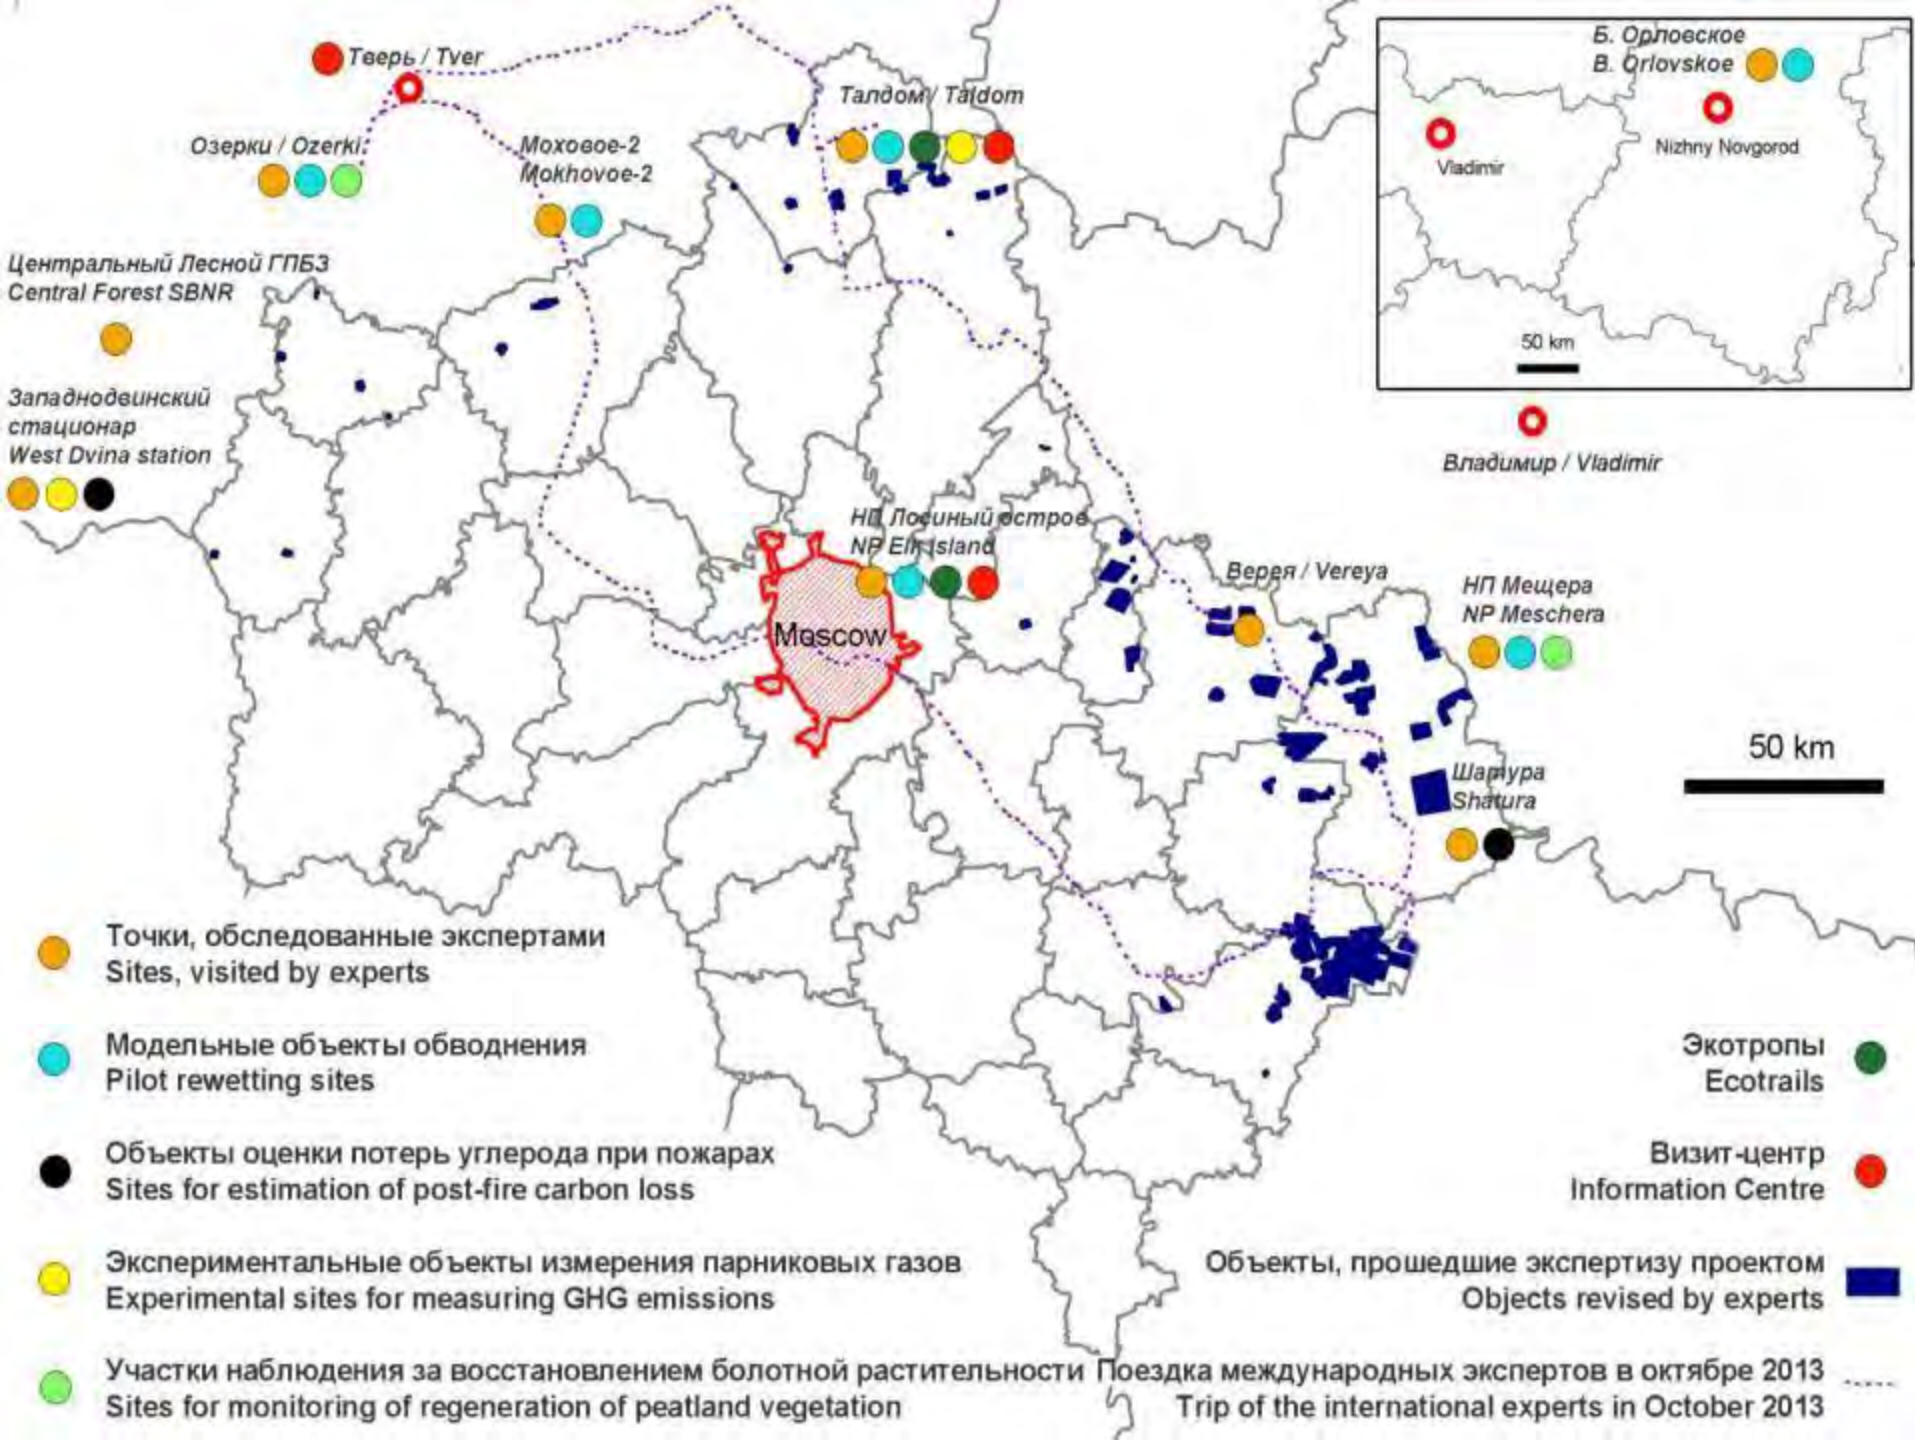 Тверь / Tver
Озерки / Ozerki
Моховое-2
Mokhovoe-2
Талдом / Taldom
Б. Орловское
B. Orlovskoe
Vladimir
Nizhny Novgorod
50 km
Центральный Лесной ГПБЗ
Central Forest SBNR
Западнодвинский
стационар
West Dvina station
Владимир / Vladimir
НП Лосиный остров
NP Elk Island
Moscow
Верея / Vereya
НП Мещера
NP Meschera
50 km
Шатура
Shatura
Точки, обследованные экспертами
Sites, visited by experts
Модельные объекты обводнения
Pilot rewetting sites
Объекты оценки потерь углерода при пожарах
Sites for estimation of post-fire carbon loss
Экспериментальные объекты измерения парниковых газов
Experimental sites for measuring GHG emissions
Участки наблюдения за восстановлением болотной растительности
Sites for monitoring of regeneration of peatland vegetation
Экотропы
Ecotrails
Визит-центр
Information Centre
Объекты, прошедшие экспертизу проектом
Objects revised by experts
Поездка международных экспертов в октябре 2013
Trip of the international experts in October 2013